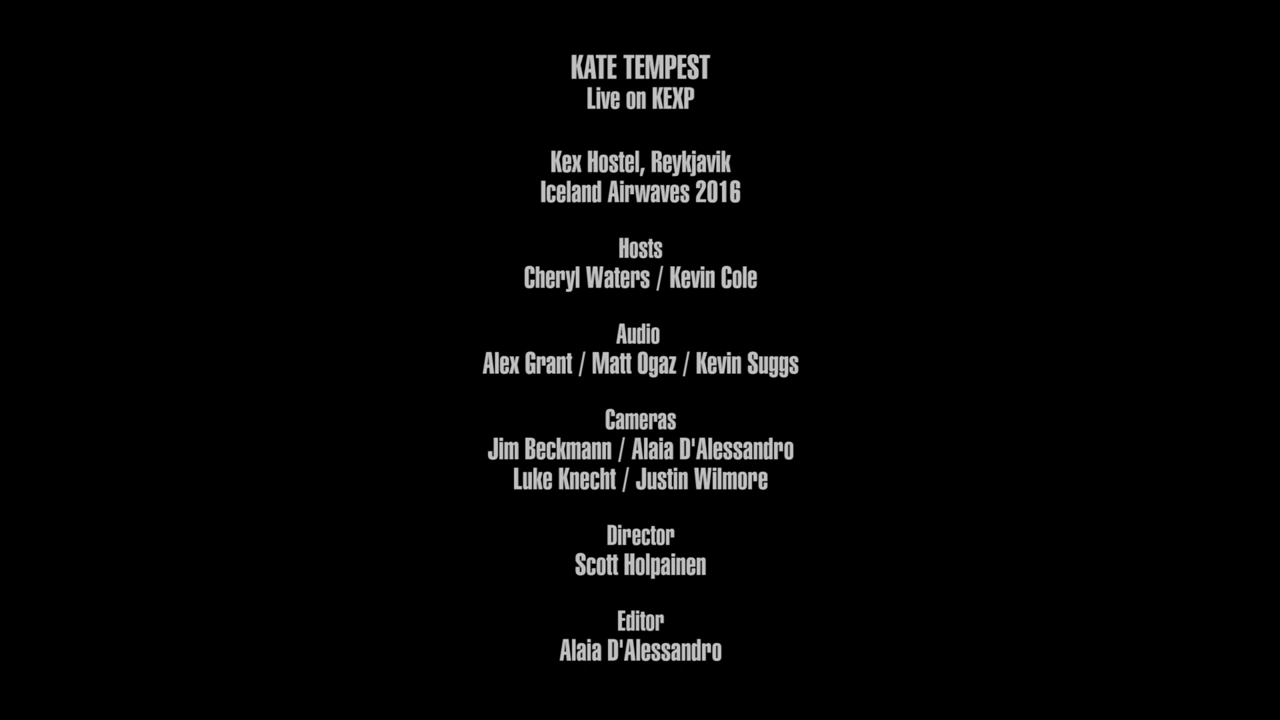 KATE TEMPEST
Live on KEXP
Kex Hostel, Reykjavik
Iceland Airwaves 2016
Hosts
Cheryl Waters / Kevin Cole
Audio
Alex Grant / Matt Ogaz / Kevin Suggs
Cameras
Jim Beckmann / Alaia D'Alessandro
Luke Knecht / Justin Wilmore
Director
Scott Holpainen
Editor
Alaia D'Alessandro